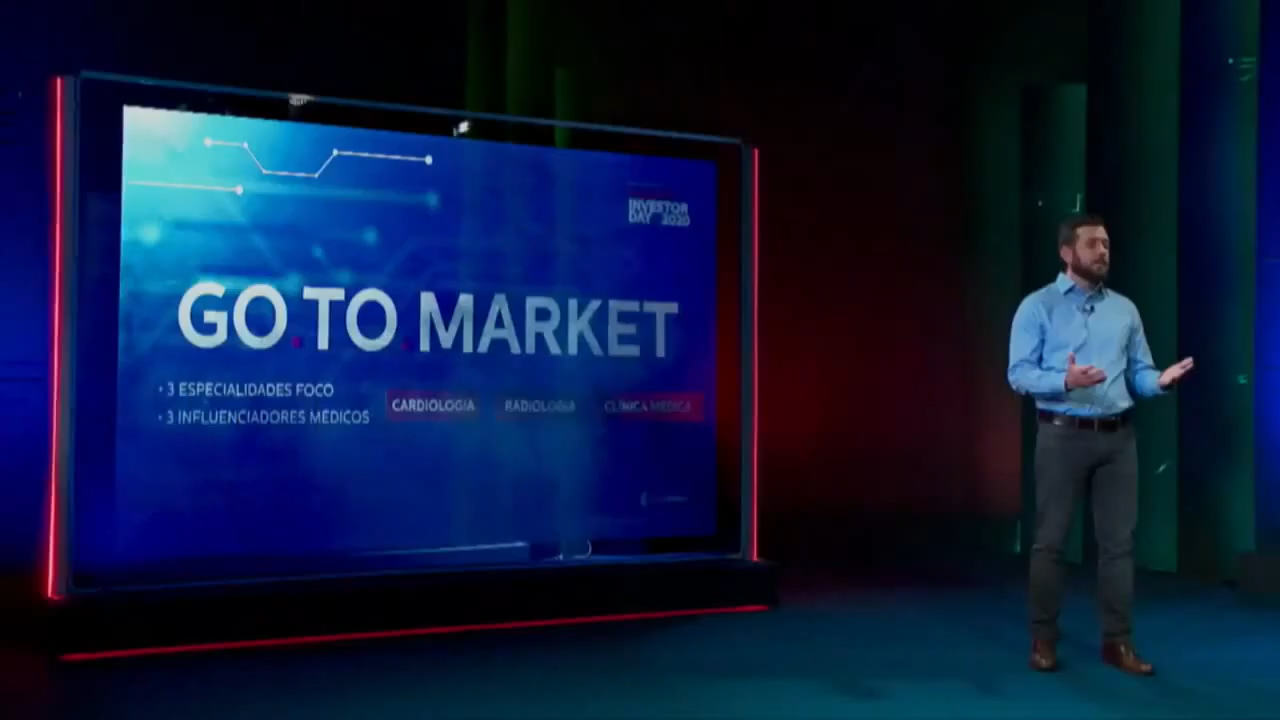 INVESTOR
DAY 2020
GO.TO.MARKET
• 3 ESPECIALIDADES FOCO
• 3 INFLUENCIADORES MÉDICOS
CARDIOLOGIA RADIOLOGIA CLÍNICA MÉDICA